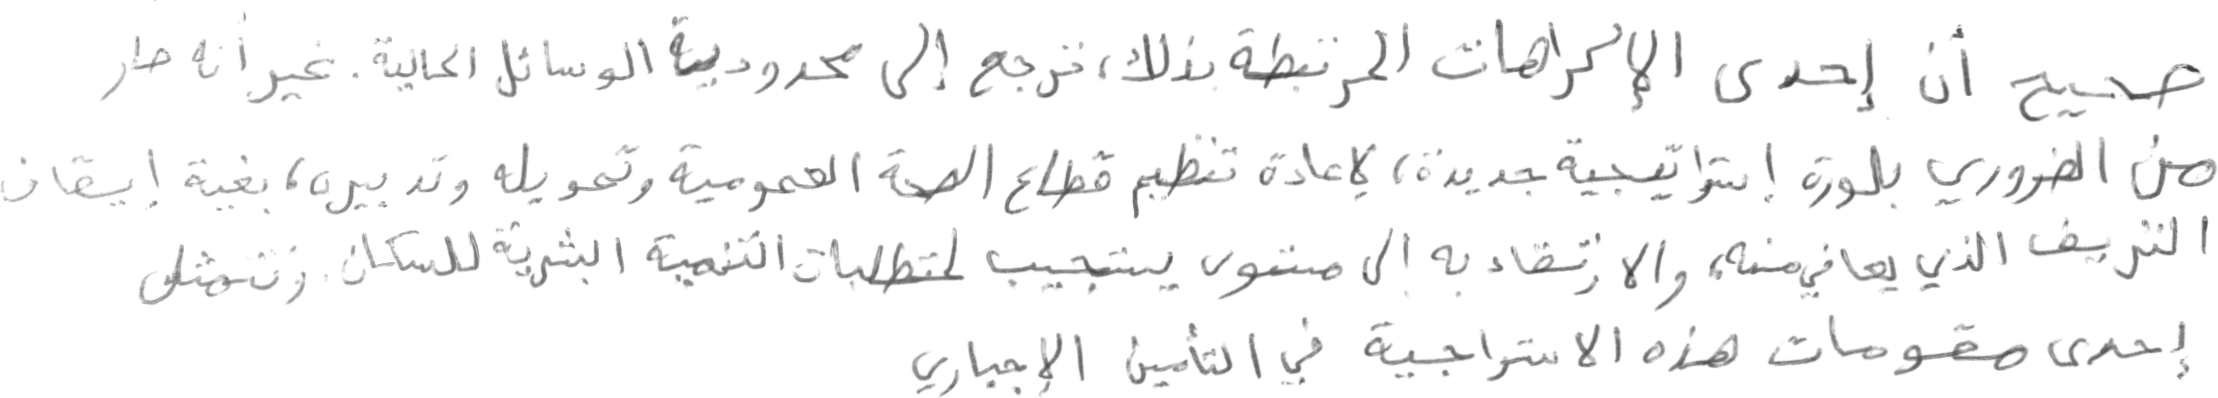 صحيح أن إحدى الإكراهات المرتبطة بذلك، ترجع إلى محدودية الوسائل الحالية. غير أنه صار
من الضروري بلورة إستراتيجية جديدة، لإعادة تنظيم قطاع الصحة العمومية وتمويله وتدبيره، بغية إيقاف
النزيف الذي يعاني منه، والارتقاء به إلى مستوى يستجيب لمتطلبات التنمية البشرية للسكان. وتتمثل
إحدى مقومات هذه الاستراجية في التأمين الإجباري